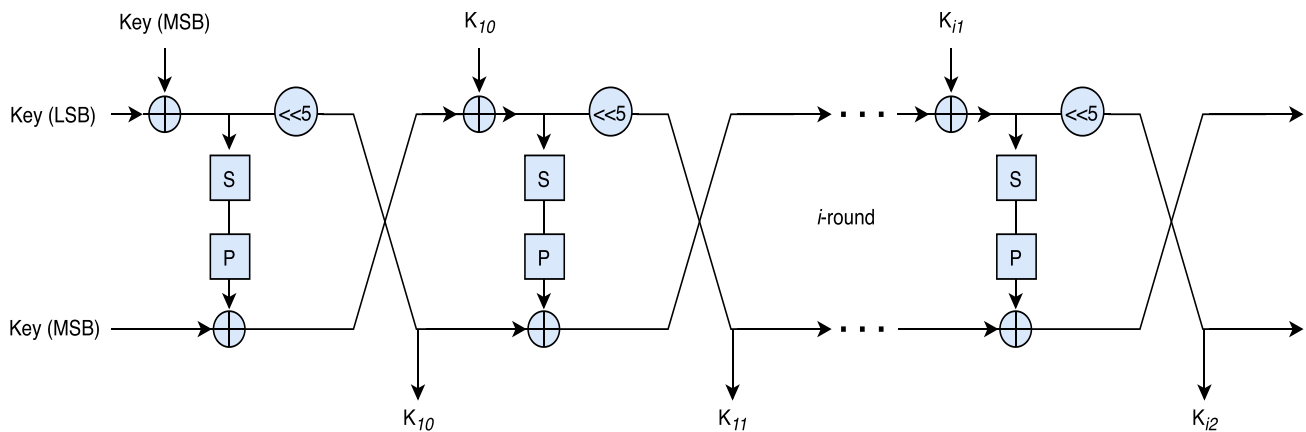 Key (MSB)
K10
Ki1
Key (LSB)
<<5
<<5
. . .
<<5
S
S
S
i-round
P
P
P
Key (MSB)
. . .
K10
K11
Ki2